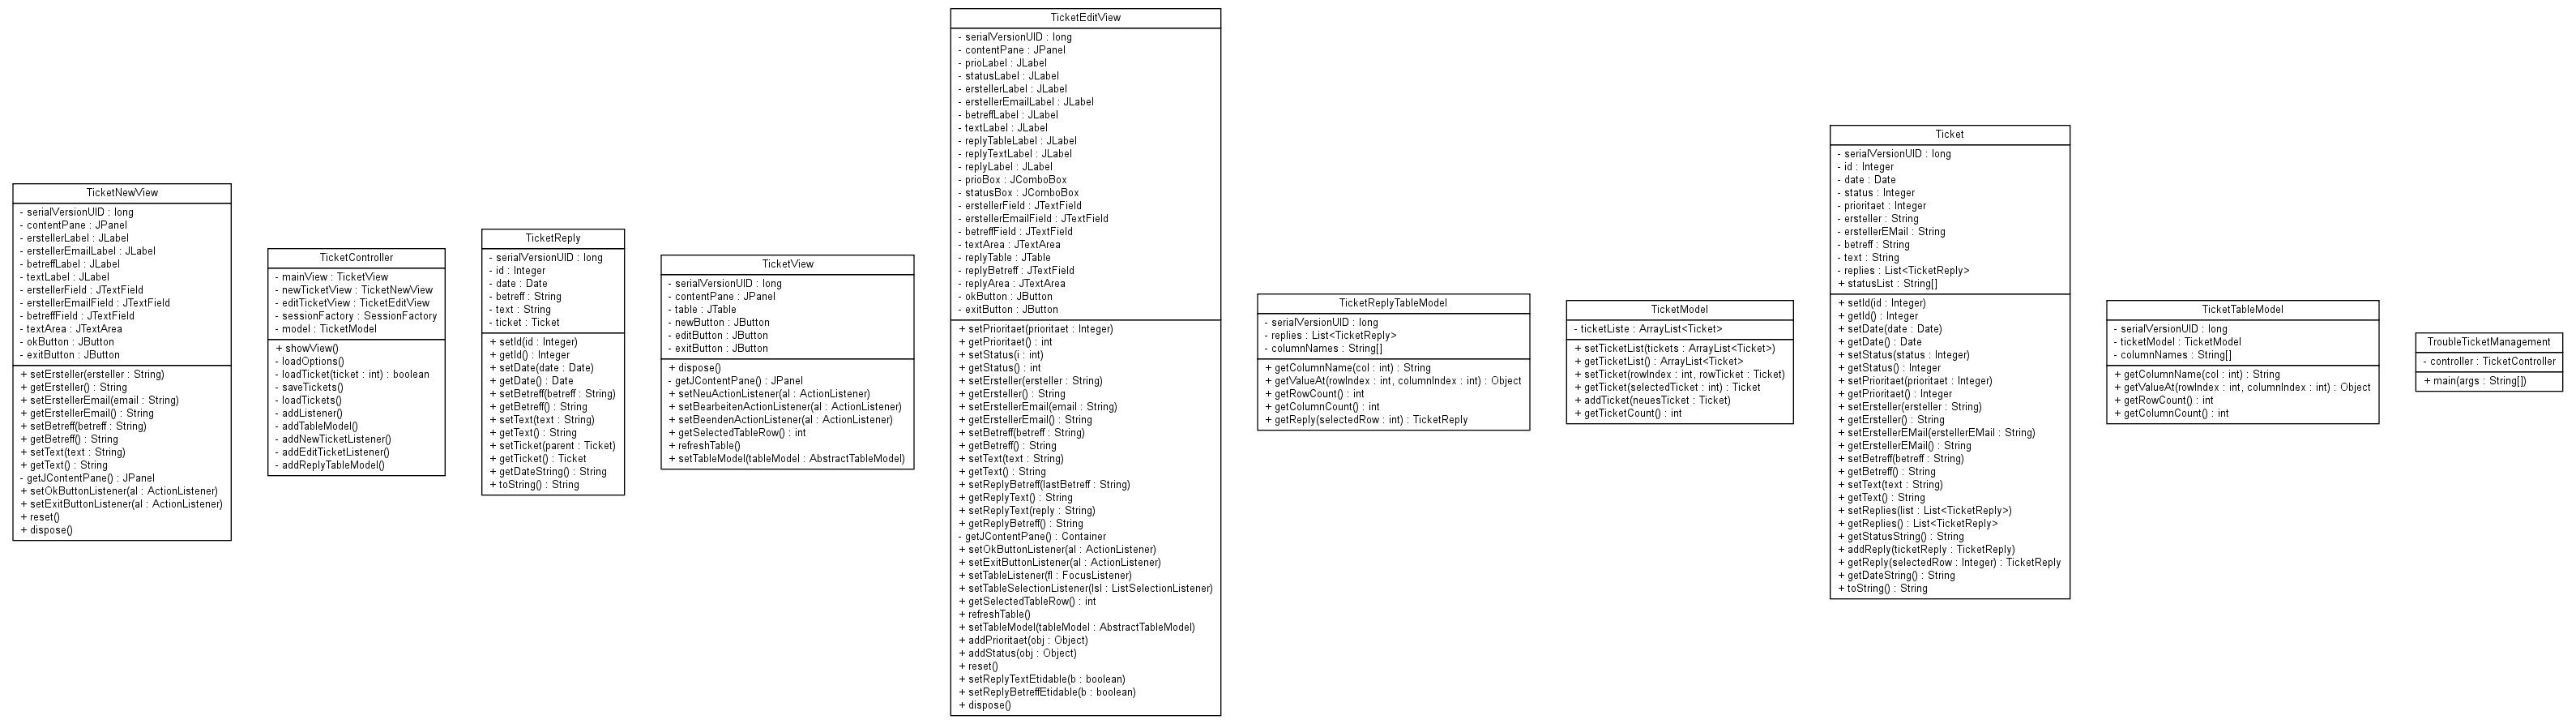 TicketNewView
- serialVersionUID : long
- contentPane : JPanel
- erstellerLabel : JLabel
- erstellerEmailLabel : JLabel
- betreffLabel : JLabel
- textLabel : JLabel
- erstellerField : JTextField
- erstellerEmailField : JTextField
- betreffField : JTextField
- textArea : JTextArea
- okButton : JButton
- exitButton : JButton
+ setErsteller(ersteller : String)
+ getErsteller() : String
+ setErstellerEmail(email : String)
+ getErstellerEmail() : String
+ setBetreff(betreff : String)
+ getBetreff() : String
+ setText(text : String)
+ getText() : String
- getJContentPane() : JPanel
+ setOkButtonListener(al : ActionListener)
+ setExitButtonListener(al : ActionListener)
+ reset()
+ dispose()
TicketController
- mainView : TicketView
- newTicketView : TicketNewView
- editTicketView : TicketEditView
- sessionFactory : SessionFactory
- model : TicketModel
+ showView()
- loadOptions()
- loadTicket(ticket : int) : boolean
- saveTickets()
- loadTickets()
- addListener()
- addTableModel()
- addNewTicketListener()
- addEditTicketListener()
- addReplyTableModel()
TicketReply
- serialVersionUID : long
- id : Integer
- date : Date
- betreff : String
- text : String
- ticket : Ticket
+ setId(id : Integer)
+ getId() : Integer
+ setDate(date : Date)
+ getDate() : Date
+ setBetreff(betreff : String)
+ getBetreff() : String
+ setText(text : String)
+ getText() : String
+ setTicket(parent : Ticket)
+ getTicket() : Ticket
+ getDateString() : String
+ toString() : String
TicketView
- serialVersionUID : long
- contentPane : JPanel
- table : JTable
- newButton : JButton
- editButton : JButton
- exitButton : JButton
+ dispose()
- getJContentPane() : JPanel
+ setNeuActionListener(al : ActionListener)
+ setBearbeitenActionListener(al : ActionListener)
+ setBeendenActionListener(al : ActionListener)
+ getSelectedTableRow() : int
+ refreshTable()
+ setTableModel(tableModel : AbstractTableModel)
TicketEditView
- serialVersionUID : long
- contentPane : JPanel
- prioLabel : JLabel
- statusLabel : JLabel
- erstellerLabel : JLabel
- erstellerEmailLabel : JLabel
- betreffLabel : JLabel
- textLabel : JLabel
- replyTableLabel : JLabel
- replyTextLabel : JLabel
- replyLabel : JLabel
- prioBox : JComboBox
- statusBox : JComboBox
- erstellerField : JTextField
- erstellerEmailField : JTextField
- betreffField : JTextField
- textArea : JTextArea
- replyTable : JTable
- replyBetreff : JTextField
- replyArea : JTextArea
- okButton : JButton
- exitButton : JButton
+ setPrioritaet(prioritaet : Integer)
+ getPrioritaet() : int
+ setStatus(i : int)
+ getStatus() : int
+ setErsteller(ersteller : String)
+ getErsteller() : String
+ setErstellerEmail(email : String)
+ getErstellerEmail() : String
+ setBetreff(betreff : String)
+ getBetreff() : String
+ setText(text : String)
+ getText() : String
+ setReplyBetreff(lastBetreff : String)
+ getReplyText() : String
+ setReplyText(reply : String)
+ getReplyBetreff() : String
- getJContentPane() : Container
+ setOkButtonListener(al : ActionListener)
+ setExitButtonListener(al : ActionListener)
+ setTableListener(fl : FocusListener)
+ setTableSelectionListener(lsl : ListSelectionListener)
+ getSelectedTableRow() : int
+ refreshTable()
+ setTableModel(tableModel : AbstractTableModel)
+ addPrioritaet(obj : Object)
+ addStatus(obj : Object)
+ reset()
+ setReplyTextEtidable(b : boolean)
+ setReplyBetreffEtidable(b : boolean)
+ dispose()
TicketReplyTableModel
- serialVersionUID : long
- replies : List<TicketReply>
- columnNames : String[]
+ getColumnName(col : int) : String
+ getValueAt(rowIndex : int, columnIndex : int) : Object
+ getRowCount() : int
+ getColumnCount() : int
+ getReply(selectedRow : int) : TicketReply
TicketModel
- ticketListe : ArrayList<Ticket>
+ setTicketList(tickets : ArrayList<Ticket>)
+ getTicketList() : ArrayList<Ticket>
+ setTicket(rowIndex : int, rowTicket : Ticket)
+ getTicket(selectedTicket : int) : Ticket
+ addTicket(neuesTicket : Ticket)
+ getTicketCount() : int
Ticket
- serialVersionUID : long
- id : Integer
- date : Date
- status : Integer
- prioritaet : Integer
- ersteller : String
- erstellerEMail : String
- betreff : String
- text : String
- replies : List<TicketReply>
+ statusList : String[]
+ setId(id : Integer)
+ getId() : Integer
+ setDate(date : Date)
+ getDate() : Date
+ setStatus(status : Integer)
+ getStatus() : Integer
+ setPrioritaet(prioritaet : Integer)
+ getPrioritaet() : Integer
+ setErsteller(ersteller : String)
+ getErsteller() : String
+ setErstellerEMail(erstellerEMail : String)
+ getErstellerEMail() : String
+ setBetreff(betreff : String)
+ getBetreff() : String
+ setText(text : String)
+ getText() : String
+ setReplies(list : List<TicketReply>)
+ getReplies() : List<TicketReply>
+ getStatusString() : String
+ addReply(ticketReply : TicketReply)
+ getReply(selectedRow : Integer) : TicketReply
+ getDateString() : String
+ toString() : String
TicketTableModel
- serialVersionUID : long
- ticketModel : TicketModel
- columnNames : String[]
+ getColumnName(col : int) : String
+ getValueAt(rowIndex : int, columnIndex : int) : Object
+ getRowCount() : int
+ getColumnCount() : int
TroubleTicketManagement
- controller : TicketController
+ main(args : String[])